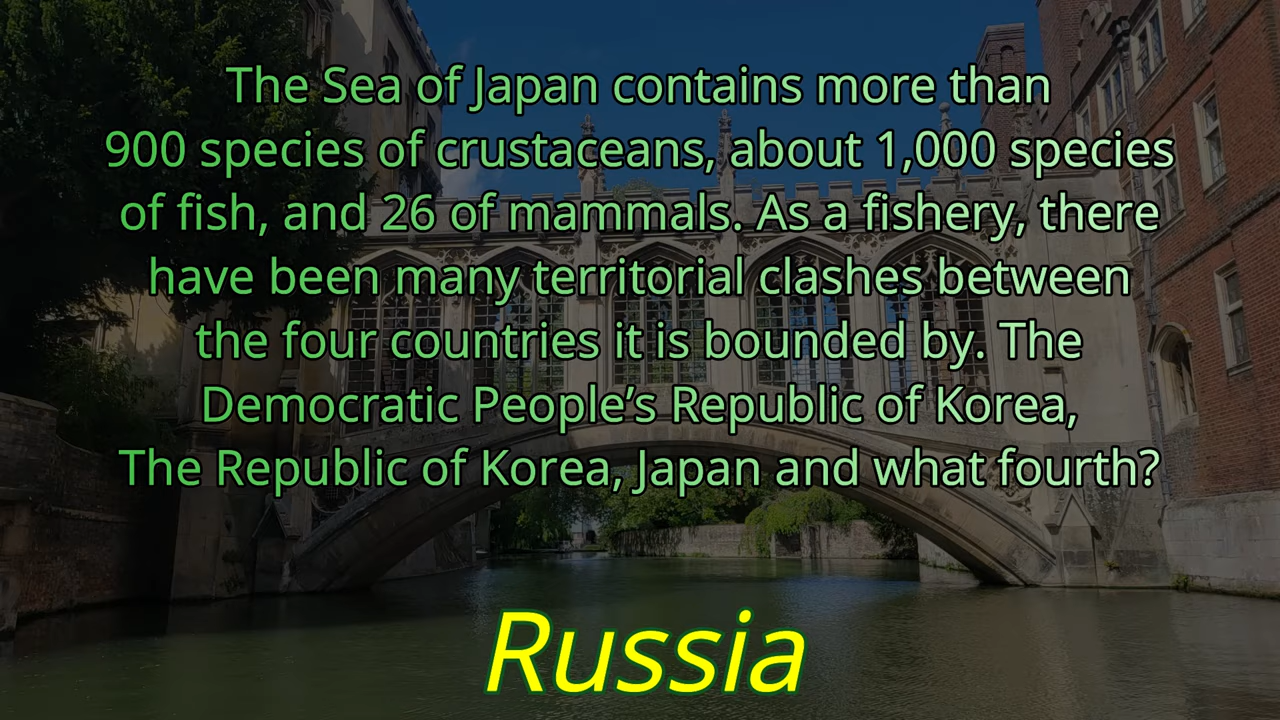 The Sea of Japan contains more than
900 species of crustaceans, about 1,000 species
of fish, and 26 of mammals. As a fishery, there
have been many territorial clashes between
the four countries it is bounded by. The
Democratic People’s Republic of Korea,
The Republic of Korea, Japan and what fourth?
Russia